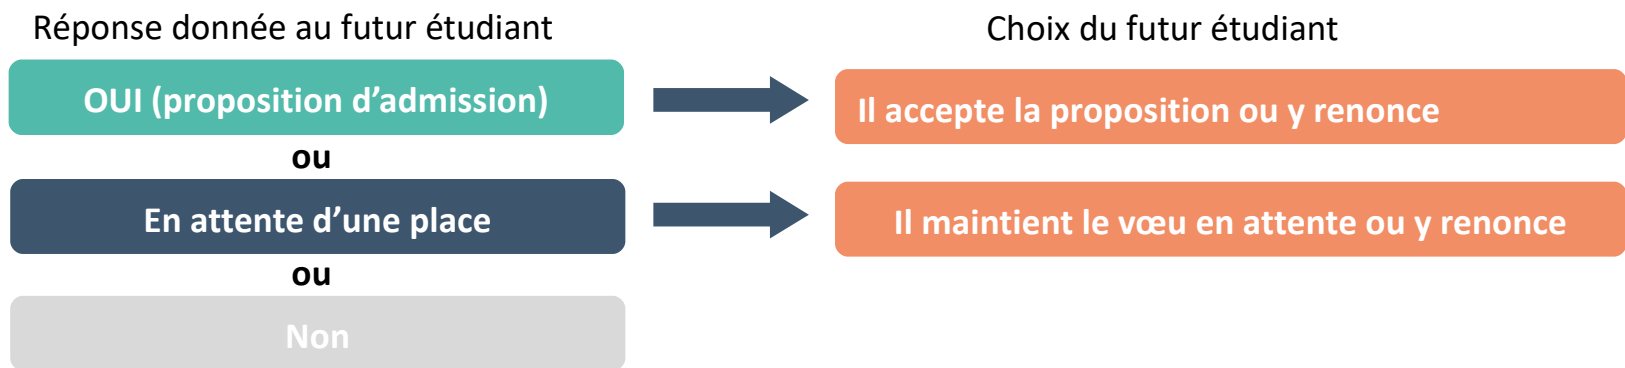 Réponse donnée au futur étudiant
Choix du futur étudiant
OUI (proposition d’admission)
Il accepte la proposition ou y renonce
ou
En attente d’une place
Il maintient le vœu en attente ou y renonce
ou
Non